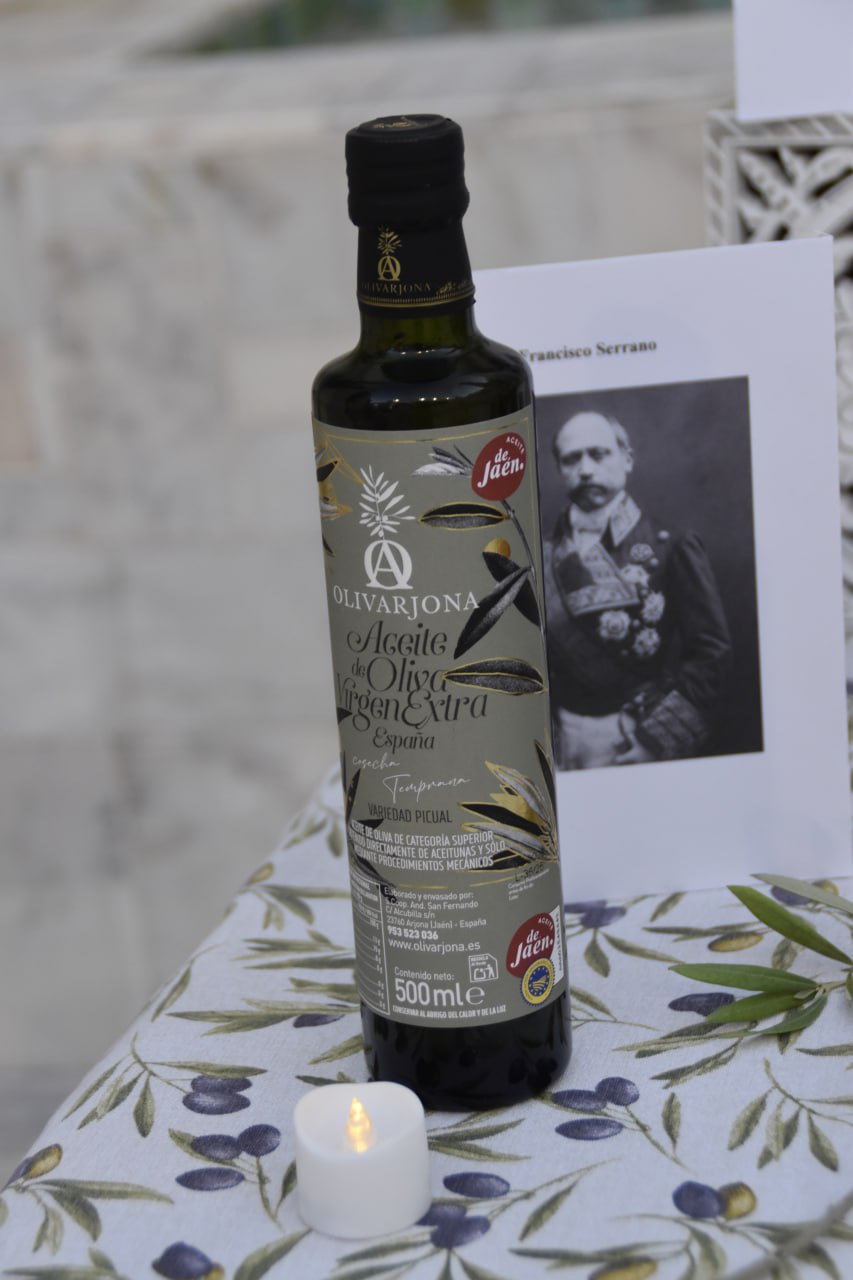 OLIVARJONA
Francisco Serrano
ACEITE
de
Jaén.
OLIVARJONA
Aceite
de Oliva
Virgen Extra
España
cosecha
Temprana
VARIEDAD PICUAL
ACEITE DE OLIVA DE CATEGORÍA SUPERIOR
DIRECTAMENTE DE ACEITUNAS Y SÓLO
MEDIANTE PROCEDIMIENTOS MECÁNICOS
Elaborado y envasado por:
S. Coop. And. San Fernando
C/ Alcubilla s/n
23760 Arjona (Jaén) - España
953 523 036
www.olivarjona.es
ACEITE
de
Jaén.
Contenido neto:
500 ml e
CONSERVAR AL ABRIGO DEL CALOR Y DE LA LUZ